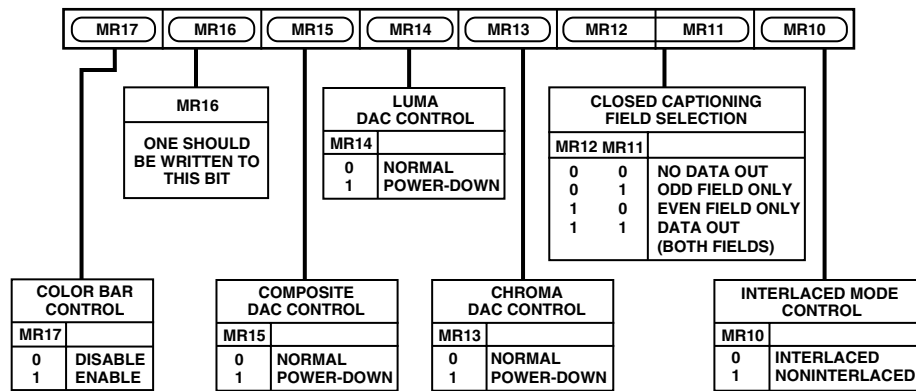 MR17 MR16 MR15 MR14 MR13 MR12 MR11 MR10
MR16
ONE SHOULD
BE WRITTEN TO
THIS BIT
LUMA
DAC CONTROL
MR14
0 NORMAL
1 POWER-DOWN
CLOSED CAPTIONING
FIELD SELECTION
MR12 MR11
0 0 NO DATA OUT
0 1 ODD FIELD ONLY
1 0 EVEN FIELD ONLY
1 1 DATA OUT
(BOTH FIELDS)
COLOR BAR
CONTROL
MR17
0 DISABLE
1 ENABLE
COMPOSITE
DAC CONTROL
MR15
0 NORMAL
1 POWER-DOWN
CHROMA
DAC CONTROL
MR13
0 NORMAL
1 POWER-DOWN
INTERLACED MODE
CONTROL
MR10
0 INTERLACED
1 NONINTERLACED